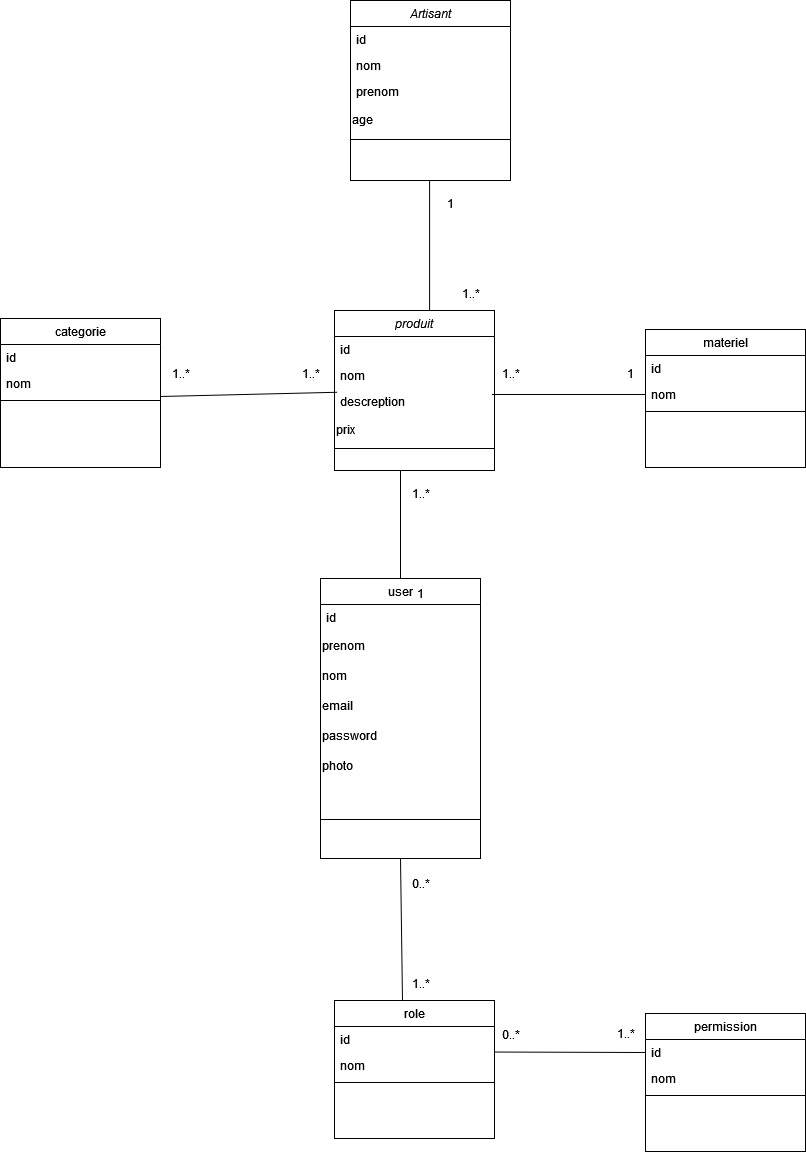 Artisant
id
nom
prenom
age
1
1..*
categorie
id
nom
1..*
1..*
produit
id
nom
descreption
prix
1..*
1
materiel
id
nom
1..*
user 1
id
prenom
nom
email
password
photo
0..*
1..*
role
id
nom
0..*
1..*
permission
id
nom